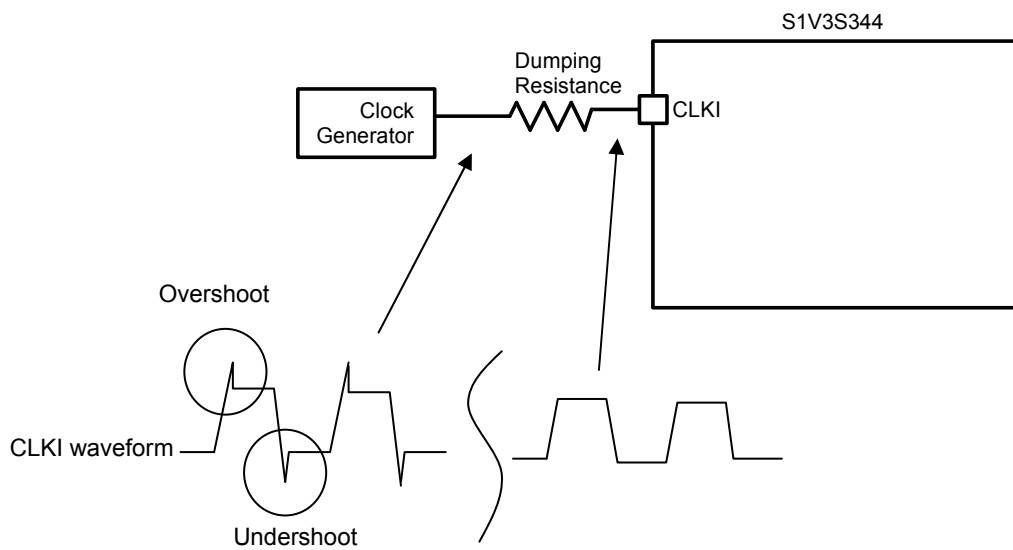 S1V3S344
Dumping
Resistance
Clock
Generator
CLKI
Overshoot
CLKI waveform
Undershoot